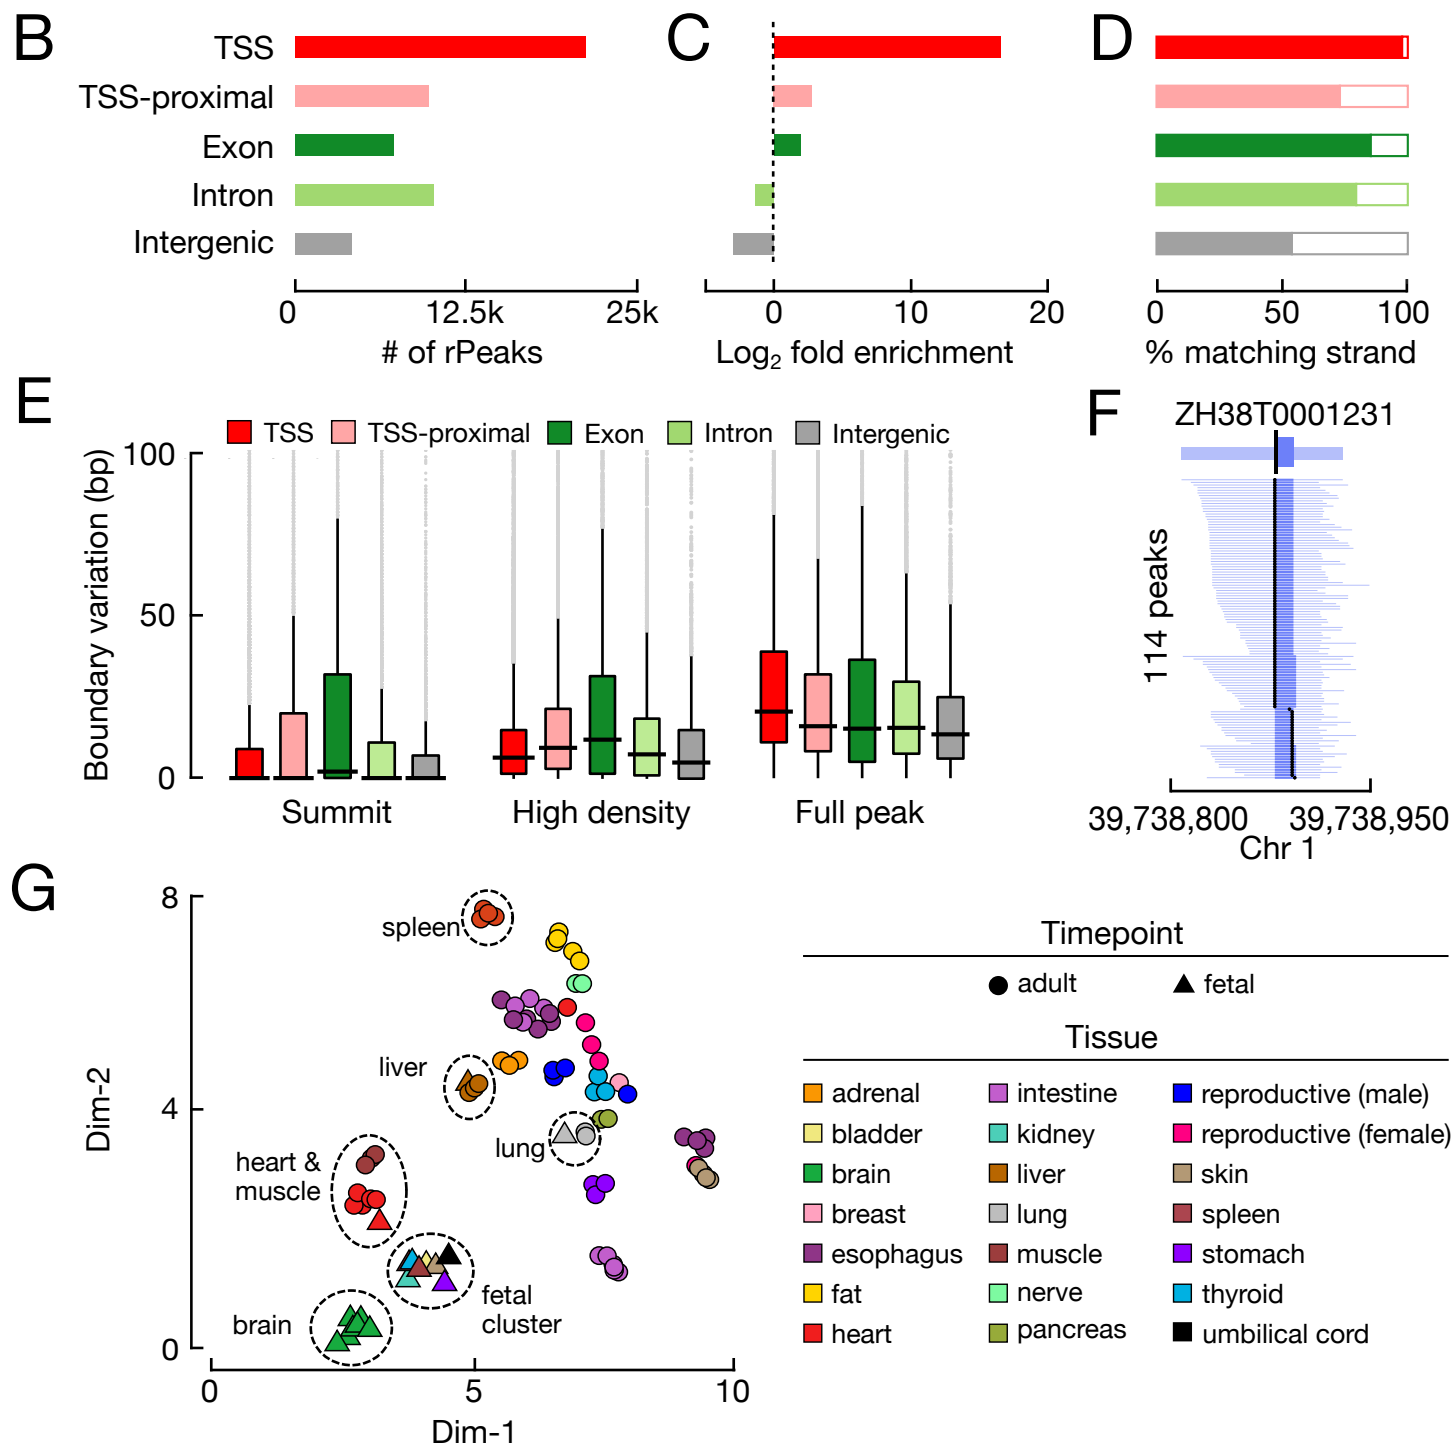 B
TSS
TSS-proximal
Exon
Intron
Intergenic
0 12.5k 25k
# of rPeaks
C
0 10 20
Log₂ fold enrichment
D
0 50 100
% matching strand
E
TSS TSS-proximal Exon Intron Intergenic
Boundary variation (bp)
100
50
0
Summit High density Full peak
F
ZH38T0001231
114 peaks
39,738,800 39,738,950
Chr 1
G
Dim-2
8
4
0
spleen
liver
lung
heart &
muscle
fetal
cluster
brain
0 5 10
Dim-1
Timepoint
adult fetal
Tissue
adrenal intestine reproductive (male)
bladder kidney reproductive (female)
brain liver skin
breast lung spleen
esophagus muscle stomach
fat nerve thyroid
heart pancreas umbilical cord